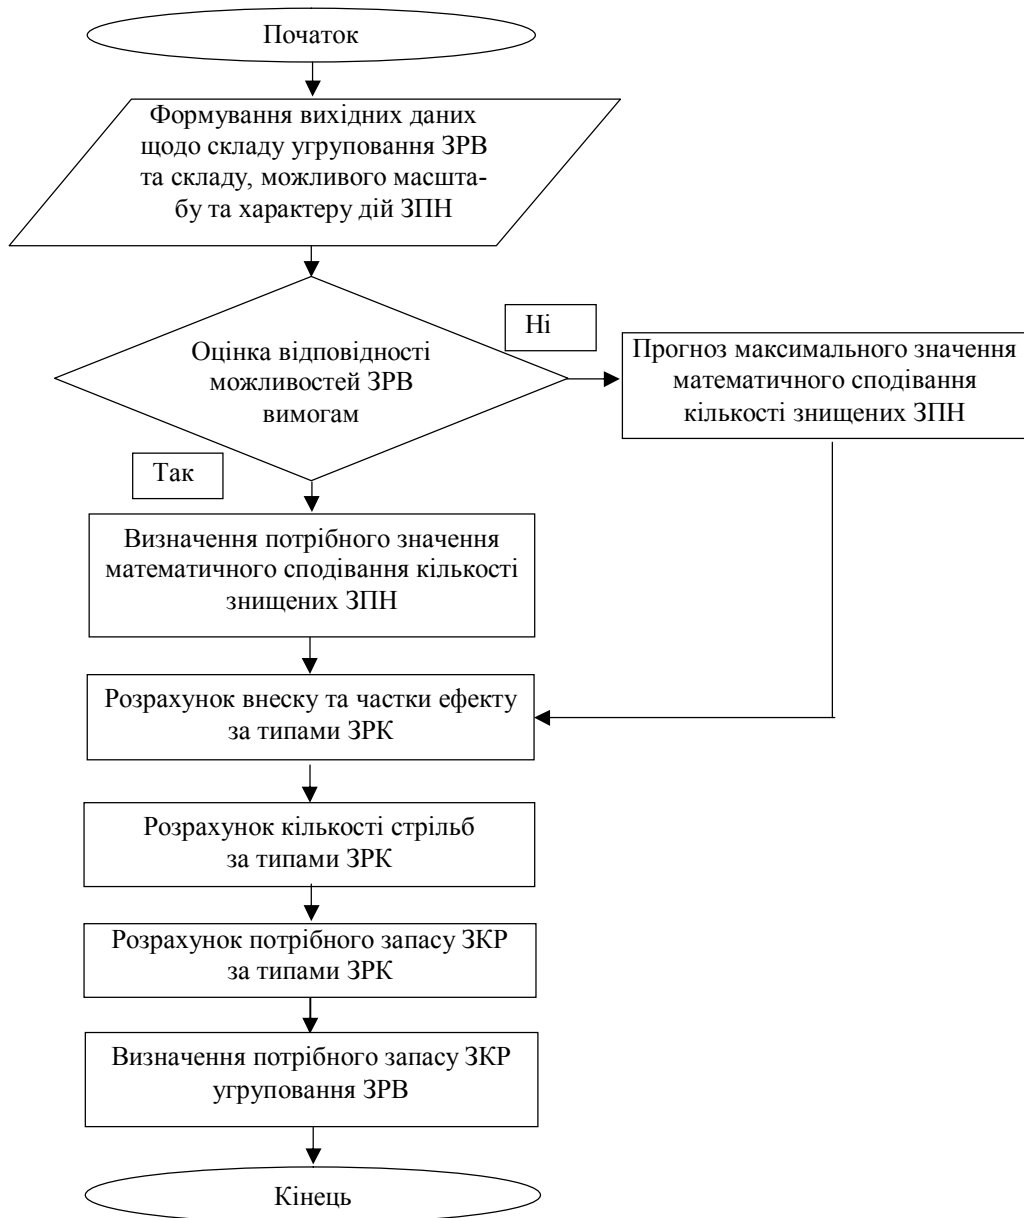 Початок
Формування вихідних даних
щодо складу угруповання ЗРВ
та складу, можливого масшта-
бу та характеру дій ЗПН
Оцінка відповідності
можливостей ЗРВ
вимогам
Ні
Прогноз максимального значення
математичного сподівання
кількості знищених ЗПН
Так
Визначення потрібного значення
математичного сподівання кількості
знищених ЗПН
Розрахунок внеску та частки ефекту
за типами ЗРК
Розрахунок кількості стрільб
за типами ЗРК
Розрахунок потрібного запасу ЗКР
за типами ЗРК
Визначення потрібного запасу ЗКР
угруповання ЗРВ
Кінець